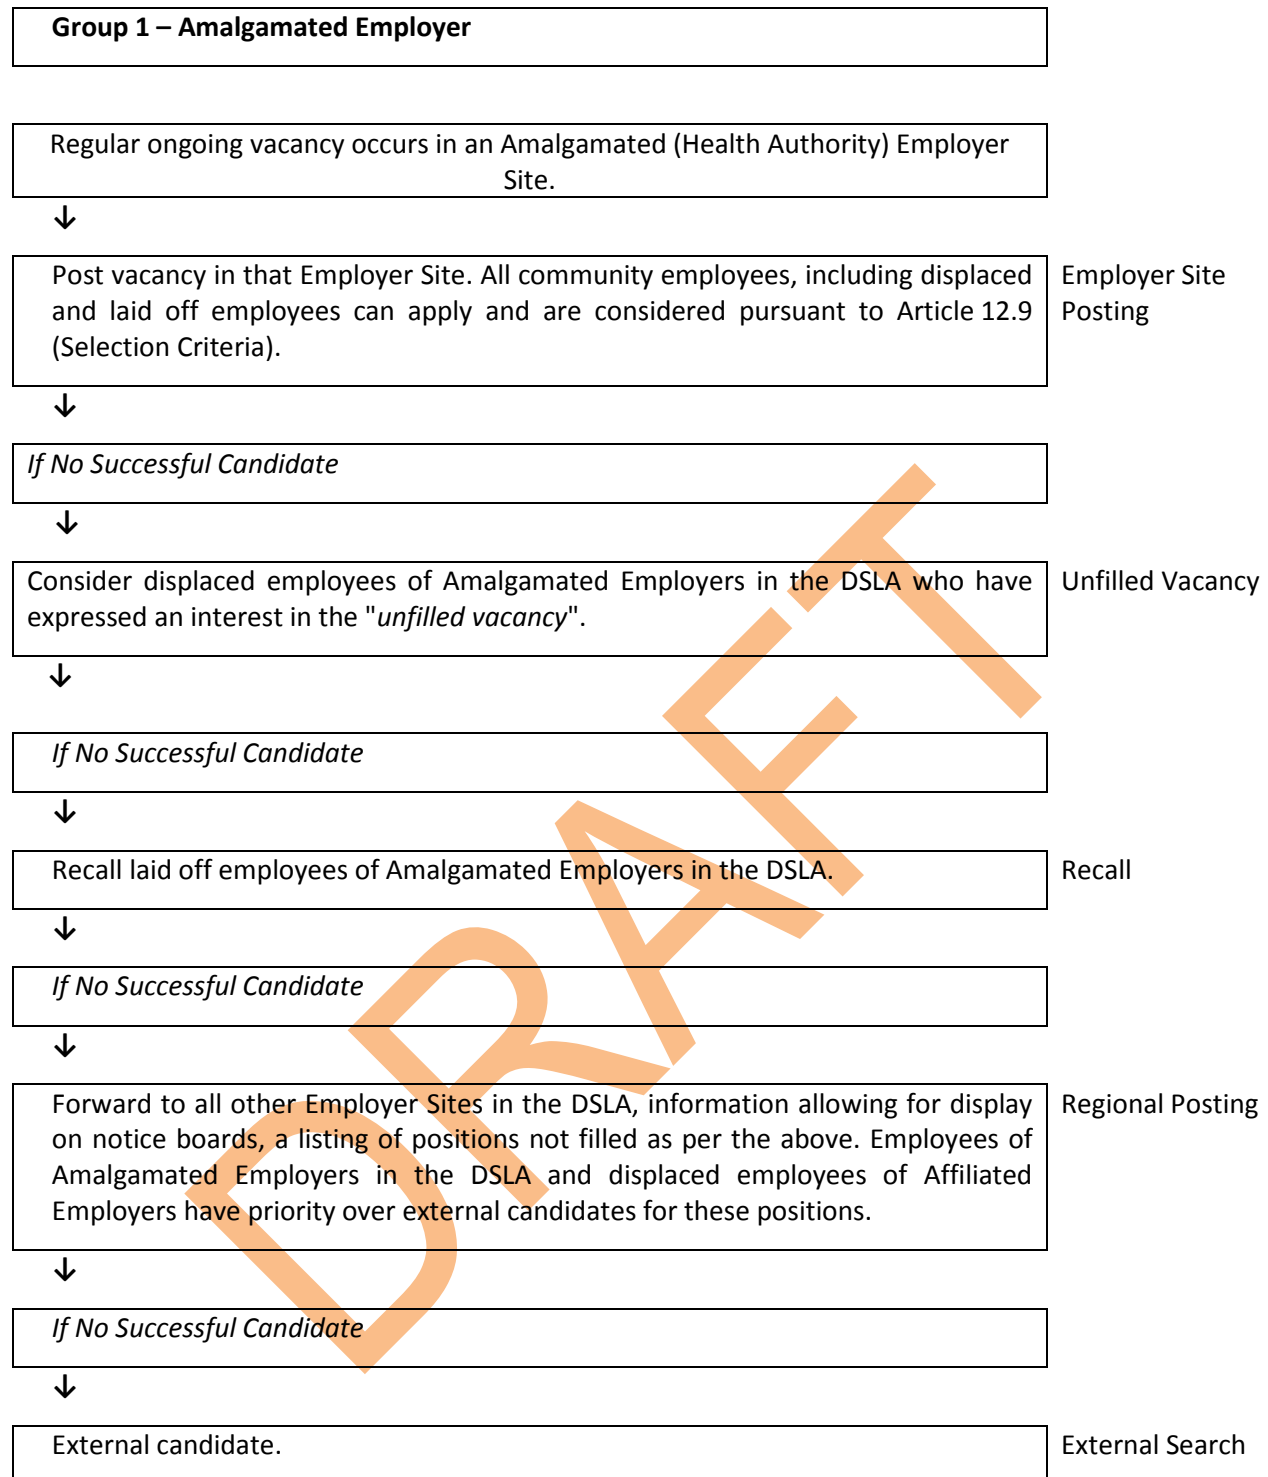 Group 1 – Amalgamated Employer
Regular ongoing vacancy occurs in an Amalgamated (Health Authority) Employer
Site.
↓
Post vacancy in that Employer Site. All community employees, including displaced
and laid off employees can apply and are considered pursuant to Article 12.9
(Selection Criteria).
Employer Site
Posting
↓
If No Successful Candidate
↓
Consider displaced employees of Amalgamated Employers in the DSLA who have
expressed an interest in the "unfilled vacancy".
Unfilled Vacancy
↓
If No Successful Candidate
↓
Recall laid off employees of Amalgamated Employers in the DSLA.
Recall
↓
If No Successful Candidate
↓
Forward to all other Employer Sites in the DSLA, information allowing for display
on notice boards, a listing of positions not filled as per the above. Employees of
Amalgamated Employers in the DSLA and displaced employees of Affiliated
Employers have priority over external candidates for these positions.
Regional Posting
↓
If No Successful Candidate
↓
External candidate.
External Search
DRAFT